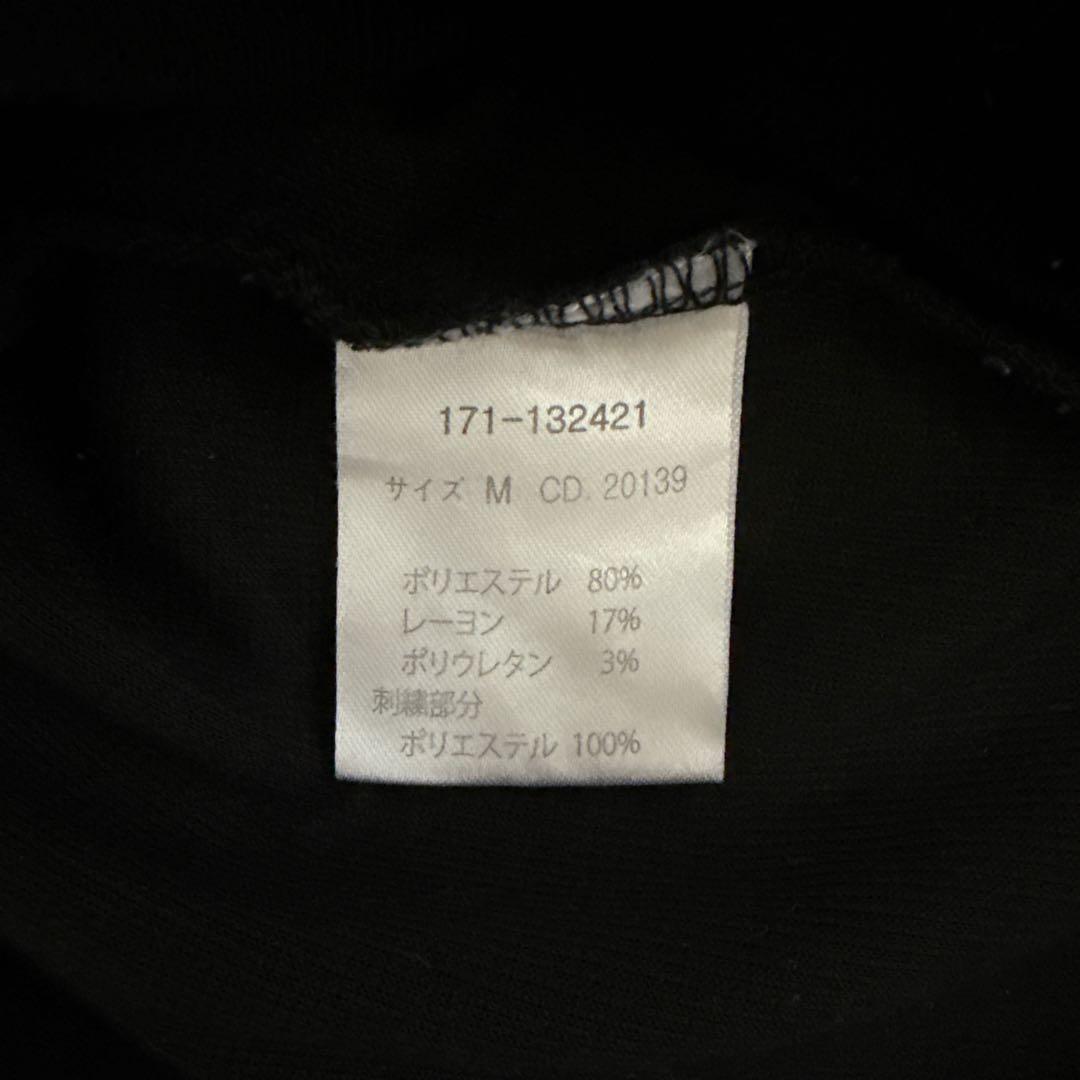 171-132421
サイズ M CD. 20139
ポリエステル 80%
レーヨン 17%
ポリウレタン 3%
刺繍部分
ポリエステル 100%